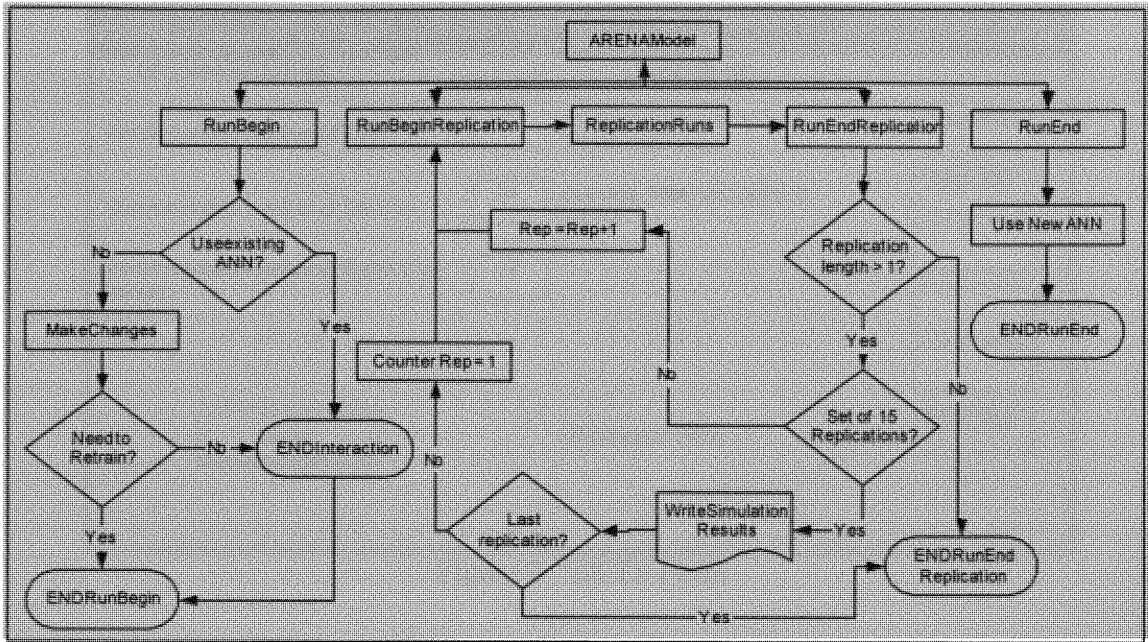 ARENAModel
RunBegin
RunBeginReplication
ReplicationRuns
RunEndReplication
RunEnd
Useexisting
ANN?
No
Yes
MakeChanges
Need to
Retrain?
No
Yes
ENDInteraction
ENDRunBegin
Rep = Rep+1
Counter Rep = 1
No
Replication
length > 1?
Yes
No
Set of 15
Replications?
No
Yes
WriteSimulation
Results
Last
replication?
Yes
ENDRunEnd
Replication
Use New ANN
ENDRunEnd